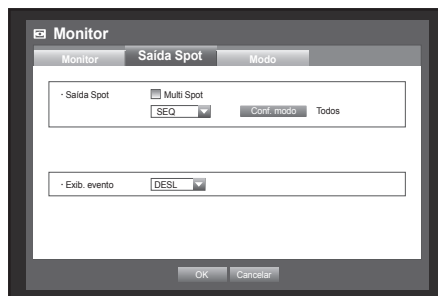 Monitor
Monitor Saída Spot Modo
· Saída Spot Multi Spot
SEQ Conf. modo Todos
· Exib. evento DESL
OK Cancelar